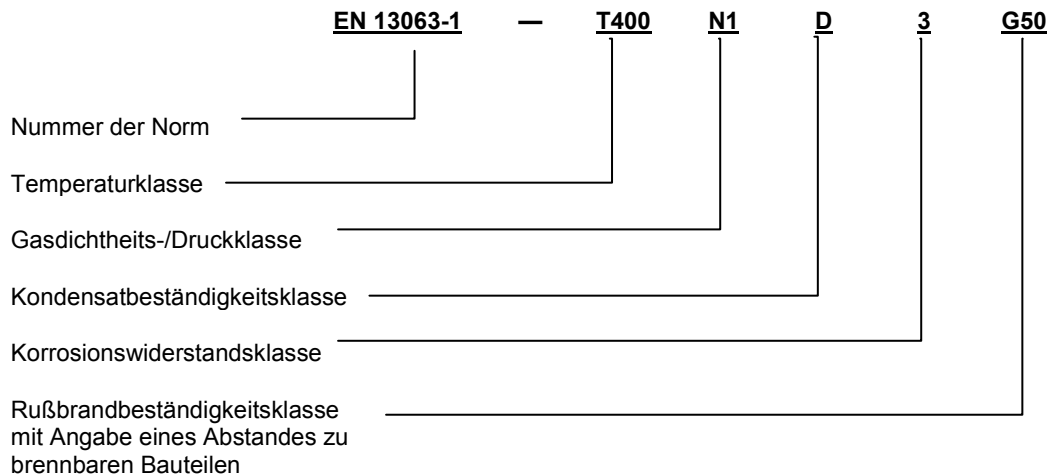 EN 13063-1 — T400 N1 D 3 G50
Nummer der Norm
Temperaturklasse
Gasdichtheits-/Druckklasse
Kondensatbeständigkeitsklasse
Korrosionswiderstandsklasse
Rußbrandbeständigkeitsklasse
mit Angabe eines Abstandes zu
brennbaren Bauteilen